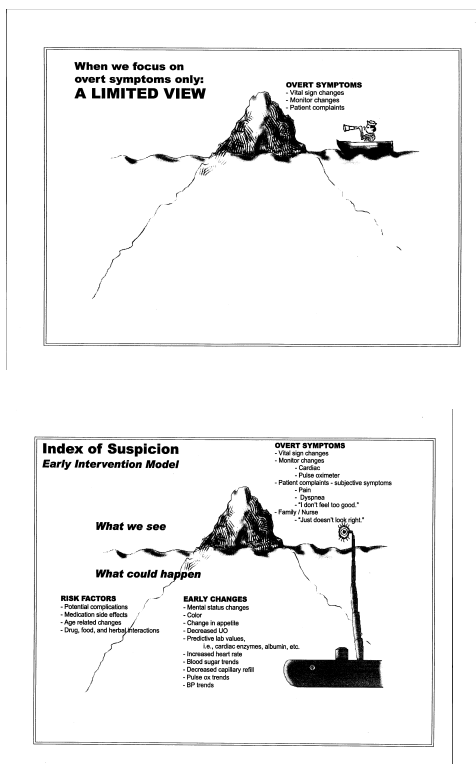 When we focus on
overt symptoms only:
A LIMITED VIEW
OVERT SYMPTOMS
- Vital sign changes
- Monitor changes
- Patient complaints
Index of Suspicion
Early Intervention Model
OVERT SYMPTOMS
- Vital sign changes
- Monitor changes
- Cardiac
- Pulse oximeter
- Patient complaints - subjective symptoms
- Pain
- Dyspnea
- "I don't feel too good."
- Family / Nurse
- "Just doesn't look right."
What we see
What could happen
RISK FACTORS
- Potential complications
- Medication side effects
- Age related changes
- Drug, food, and herbal interactions
EARLY CHANGES
- Mental status changes
- Color
- Change in appetite
- Decreased UO
- Predictive lab values,
i.e., cardiac enzymes, albumin, etc.
- Increased heart rate
- Blood sugar trends
- Decreased capillary refill
- Pulse ox trends
- BP trends